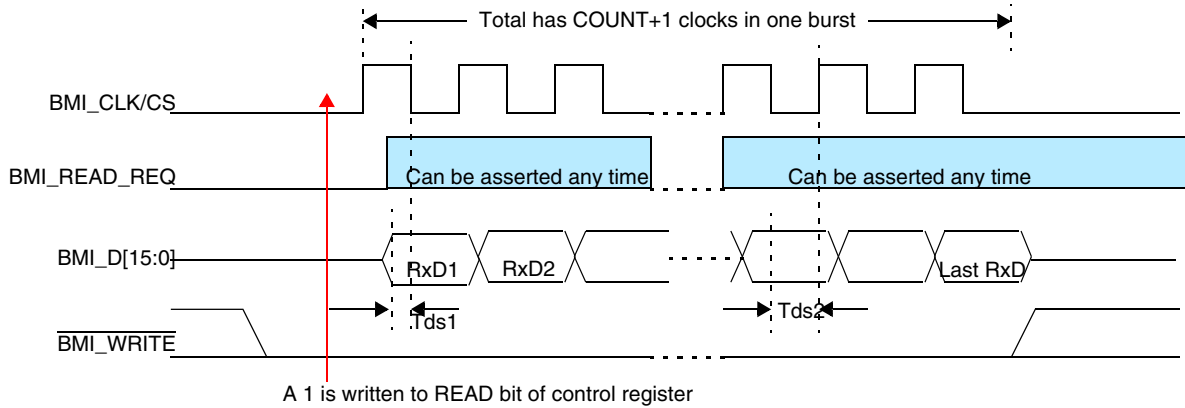 Total has COUNT+1 clocks in one burst
BMI_CLK/CS
BMI_READ_REQ
Can be asserted any time
Can be asserted any time
BMI_D[15:0]
RxD1
RxD2
Last RxD
Tds1
Tds2
BMI_WRITE
A 1 is written to READ bit of control register